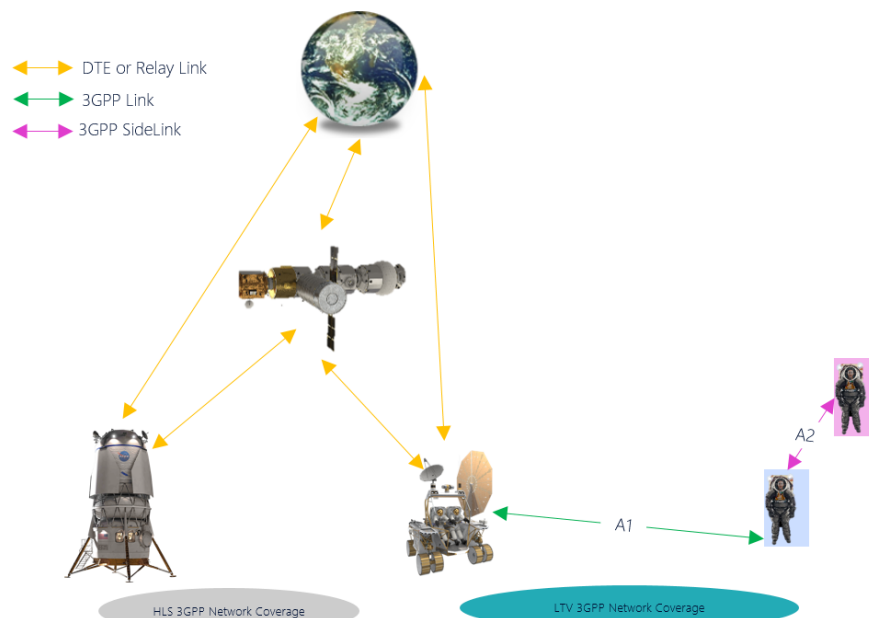 DTE or Relay Link
3GPP Link
3GPP SideLink
A2
A1
HLS 3GPP Network Coverage
LTV 3GPP Network Coverage